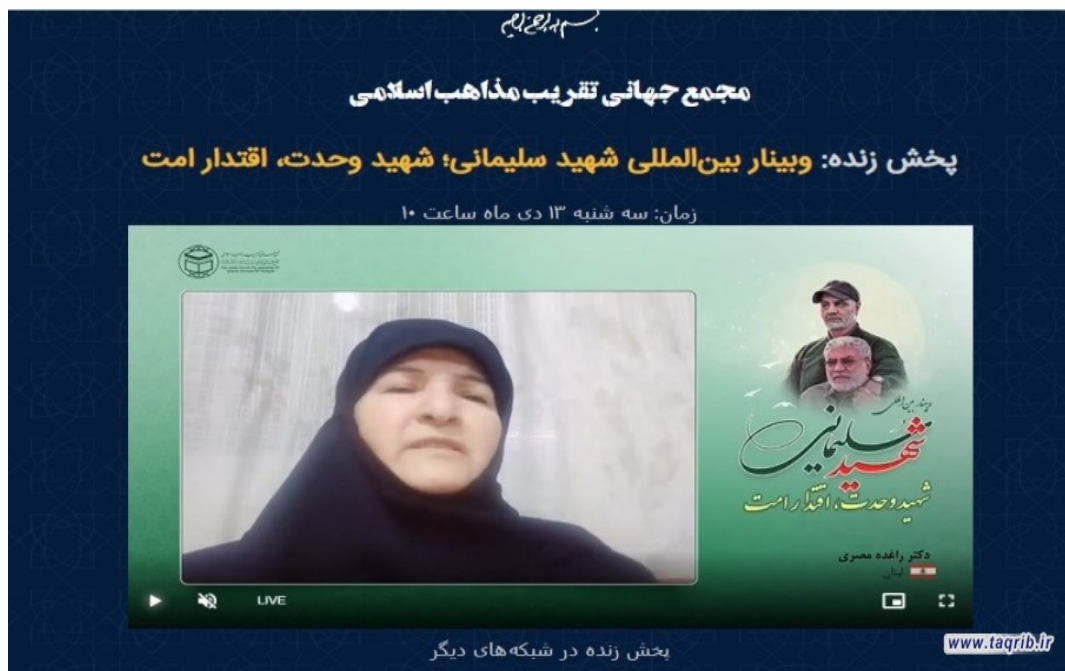 بسم الله الرحمن الرحیم
مجمع جهانی تقریب مذاهب اسلامی
پخش زنده: وبینار بین‌المللی شهید سلیمانی؛ شهید وحدت، اقتدار امت
زمان: سه شنبه ۱۳ دی ماه ساعت ۱۰
وبینار بین‌المللی
شهید سلیمانی
شهید وحدت، اقتدار امت
دکتر راغده مصری
لبنان
LIVE
پخش زنده در شبکه‌های دیگر
www.taqrib.ir